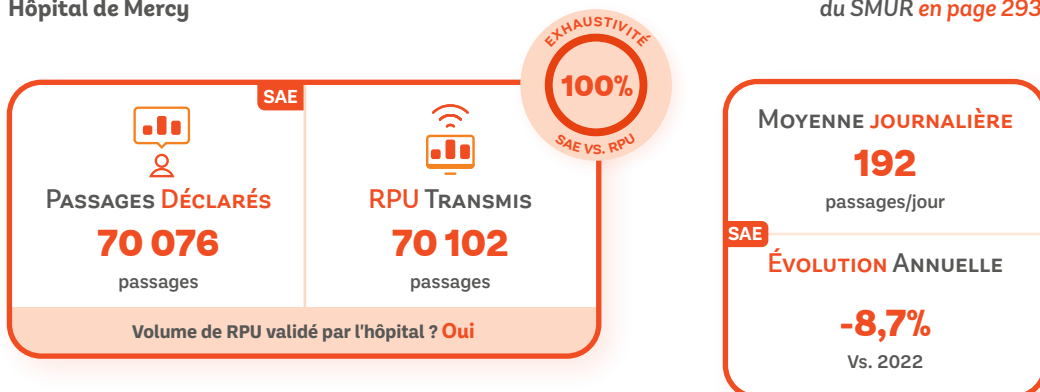 Hôpital de Mercy
du SMUR en page 293
EXHAUSTIVITÉ
100%
SAE VS. RPU
SAE
Passages Déclarés
70 076
passages
RPU Transmis
70 102
passages
Volume de RPU validé par l'hôpital ? Oui
Moyenne journalière
192
passages/jour
SAE
Évolution Annuelle
-8,7%
Vs. 2022